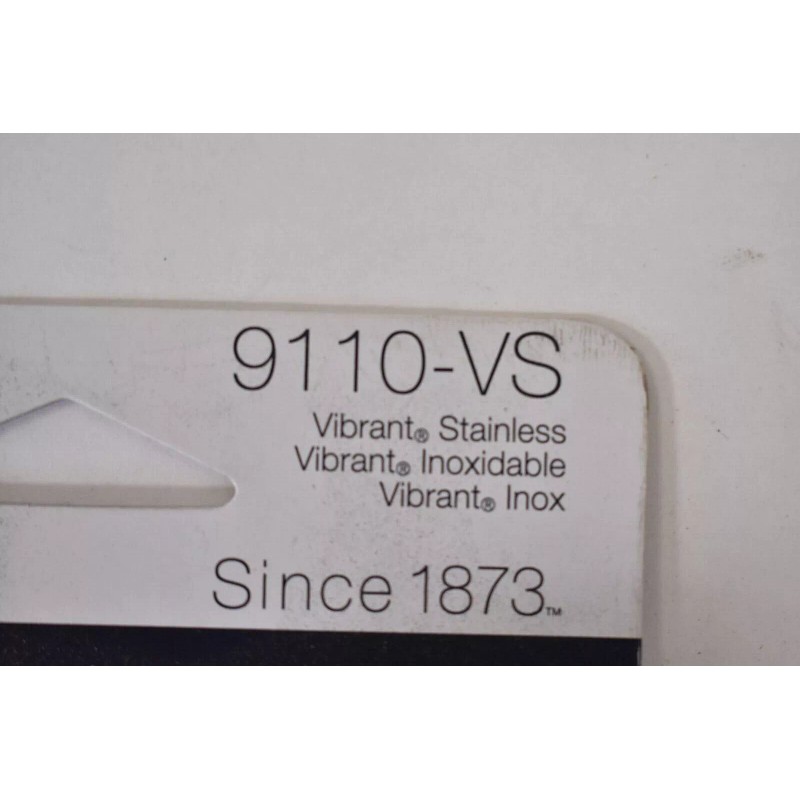 9110-VS
Vibrant® Stainless
Vibrant® Inoxidable
Vibrant® Inox
Since 1873™